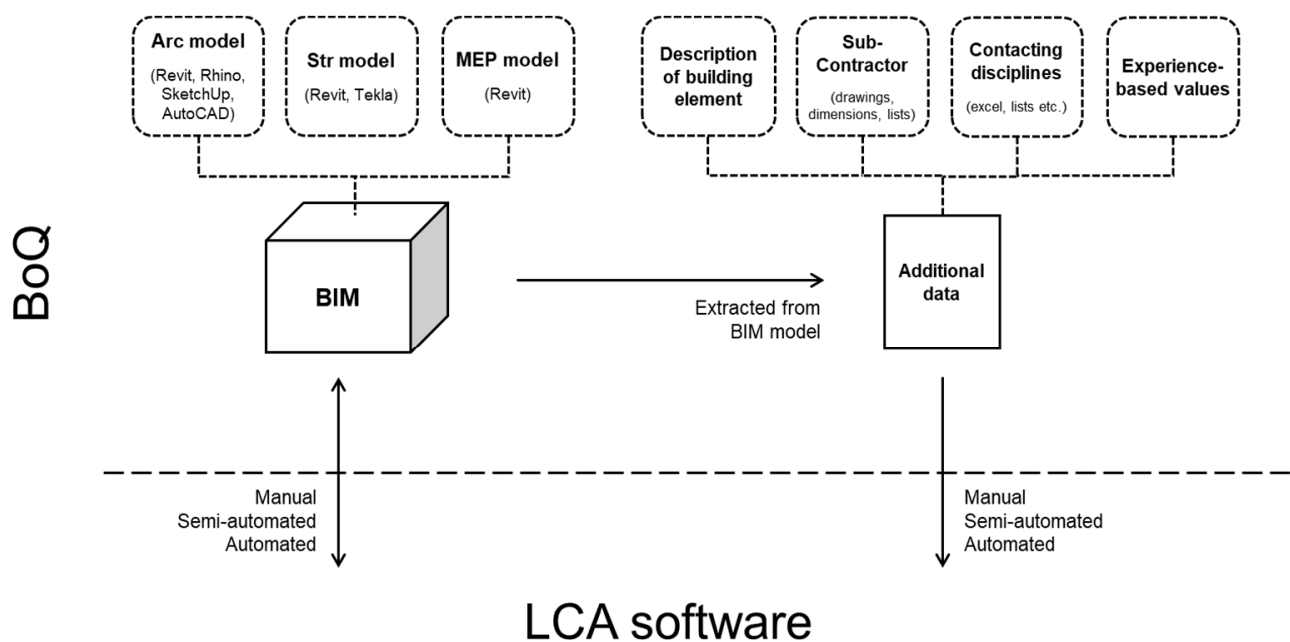 Arc model
(Revit, Rhino,
SketchUp,
AutoCAD)
Str model
(Revit, Tekla)
MEP model
(Revit)
Description
of building
element
Sub-
Contractor
(drawings,
dimensions, lists)
Contacting
disciplines
(excel, lists etc.)
Experience-
based values
BoQ
BIM
Extracted from
BIM model
Additional
data
Manual
Semi-automated
Automated
Manual
Semi-automated
Automated
LCA software